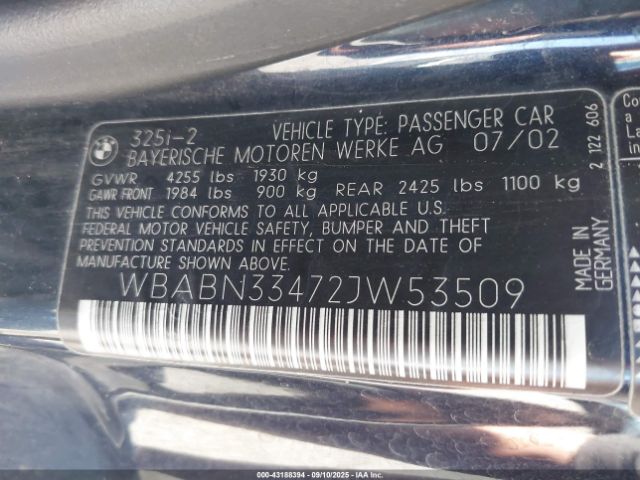 BMW
325i-2 VEHICLE TYPE: PASSENGER CAR
BAYERISCHE MOTOREN WERKE AG 07/02
GVWR 4255 lbs 1930 kg
GAWR FRONT 1984 lbs 900 kg REAR 2425 lbs 1100 kg
THIS VEHICLE CONFORMS TO ALL APPLICABLE U.S.
FEDERAL MOTOR VEHICLE SAFETY, BUMPER AND THEFT
PREVENTION STANDARDS IN EFFECT ON THE DATE OF
MANUFACTURE SHOWN ABOVE.
WBABN33472JW53509
2 122 606
MADE IN GERMANY
Co
a
00-43188394 - 09/10/2025 - IAA Inc.